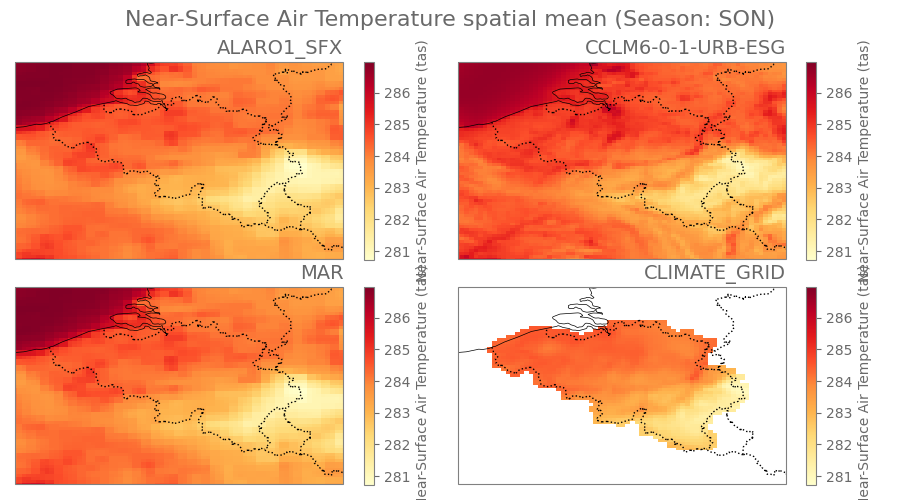 Near-Surface Air Temperature spatial mean (Season: SON)
ALARO1_SFX
286
285
284
283
282
281
Near-Surface Air Temperature (tas)
CCLM6-0-1-URB-ESG
286
285
284
283
282
281
Near-Surface Air Temperature (tas)
MAR
286
285
284
283
282
281
Near-Surface Air Temperature (tas)
CLIMATE_GRID
286
285
284
283
282
281
Near-Surface Air Temperature (tas)